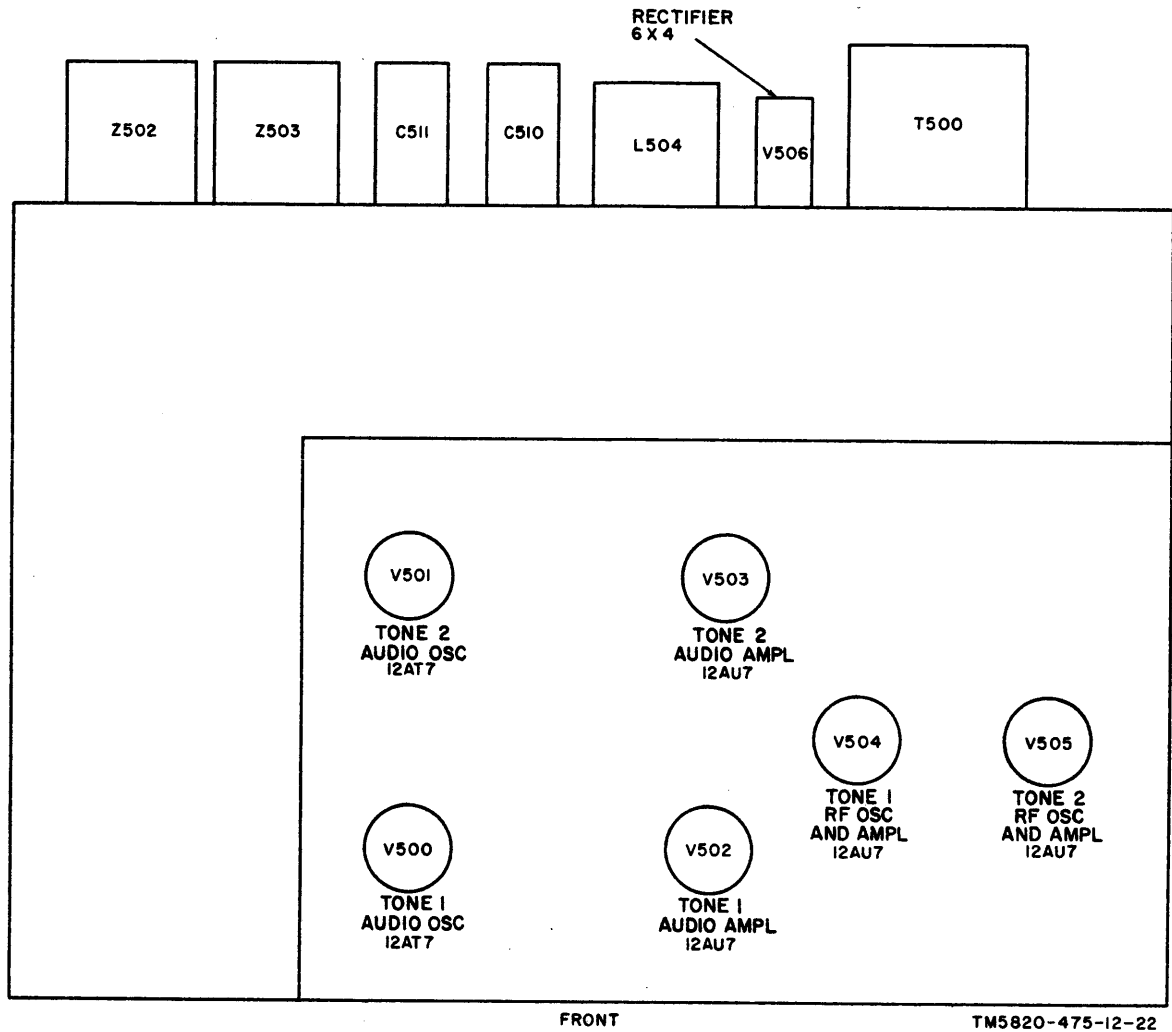 RECTIFIER
6X4
Z502
Z503
C511
C510
L504
V506
T500
V501
TONE 2
AUDIO OSC
12AT7
V503
TONE 2
AUDIO AMPL
12AU7
V504
TONE 1
RF OSC
AND AMPL
12AU7
V505
TONE 2
RF OSC
AND AMPL
12AU7
V500
TONE 1
AUDIO OSC
12AT7
V502
TONE 1
AUDIO AMPL
12AU7
FRONT
TM5820-475-12-22